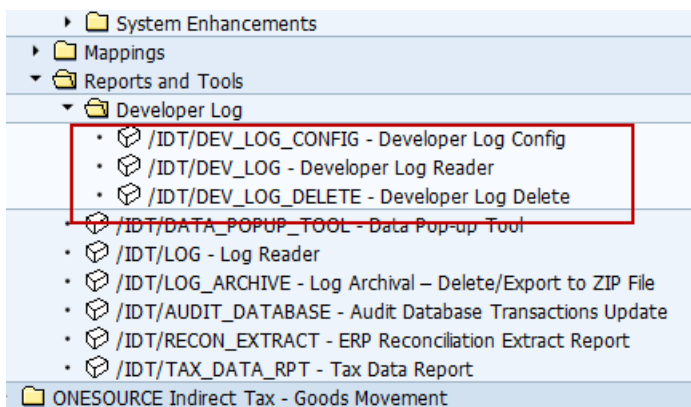 System Enhancements
Mappings
Reports and Tools
Developer Log
/IDT/DEV_LOG_CONFIG - Developer Log Config
/IDT/DEV_LOG - Developer Log Reader
/IDT/DEV_LOG_DELETE - Developer Log Delete
/IDT/DATA_POPUP_TOOL - Data Pop-up Tool
/IDT/LOG - Log Reader
/IDT/LOG_ARCHIVE - Log Archival – Delete/Export to ZIP File
/IDT/AUDIT_DATABASE - Audit Database Transactions Update
/IDT/RECON_EXTRACT - ERP Reconciliation Extract Report
/IDT/TAX_DATA_RPT - Tax Data Report
ONESOURCE Indirect Tax - Goods Movement